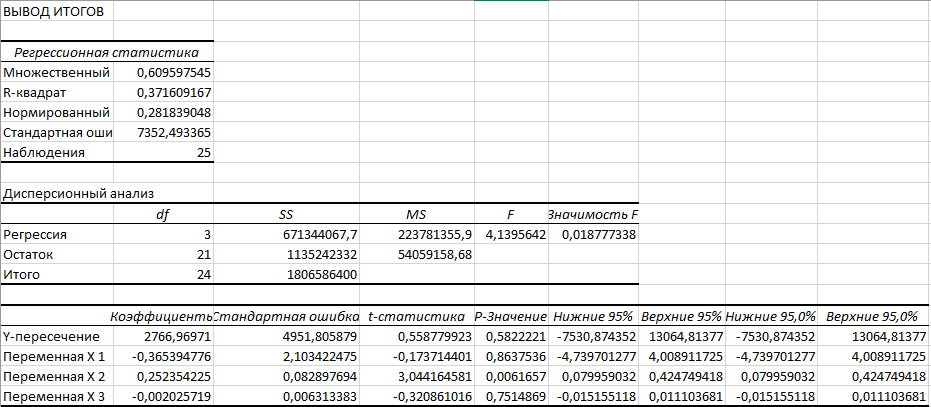 ВЫВОД ИТОГОВ
Регрессионная статистика
Множественный 0,609597545
R-квадрат 0,371609167
Нормированный 0,281839048
Стандартная оши 7352,493365
Наблюдения 25
Дисперсионный анализ
df SS MS F Значимость F
Регрессия 3 671344067,7 223781355,9 4,1395642 0,018777338
Остаток 21 1135242332 54059158,68
Итого 24 1806586400
Коэффициенты Стандартная ошибка t-статистика P-Значение Нижние 95% Верхние 95% Нижние 95,0% Верхние 95,0%
Y-пересечение 2766,96971 4951,805879 0,558779923 0,5822221 -7530,874352 13064,81377 -7530,874352 13064,81377
Переменная X 1 -0,365394776 2,103422475 -0,173714401 0,8637536 -4,739701277 4,008911725 -4,739701277 4,008911725
Переменная X 2 0,252354225 0,082897694 3,044164581 0,0061657 0,079959032 0,424749418 0,079959032 0,424749418
Переменная X 3 -0,002025719 0,006313383 -0,320861016 0,7514869 -0,015155118 0,011103681 -0,015155118 0,011103681